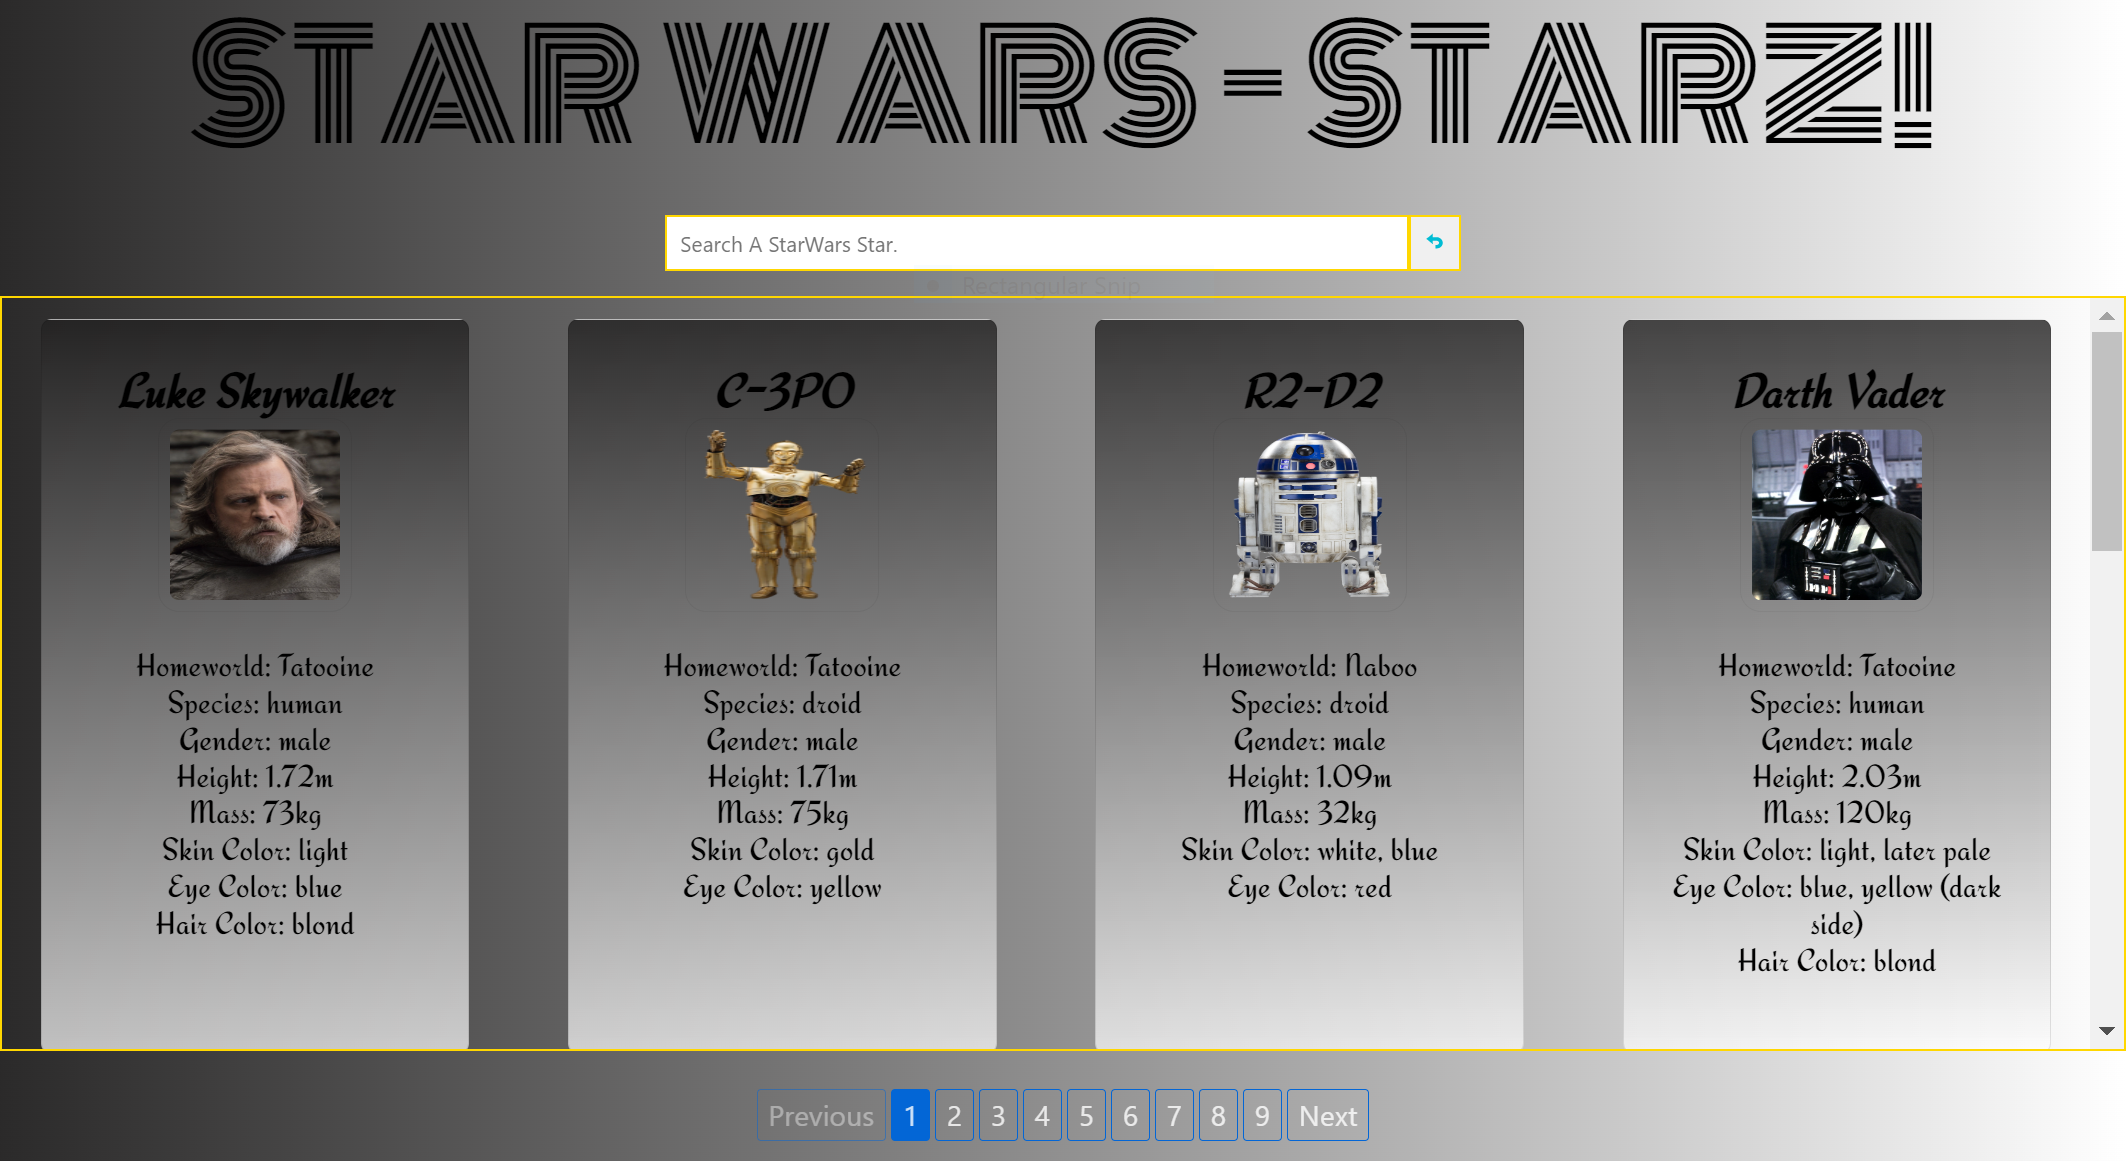 STAR WARS - STARZ!
Search A StarWars Star.
Rectangular Snip
Luke Skywalker
Homeworld: Tatooine
Species: human
Gender: male
Height: 1.72m
Mass: 73kg
Skin Color: light
Eye Color: blue
Hair Color: blond
C-3PO
Homeworld: Tatooine
Species: droid
Gender: male
Height: 1.71m
Mass: 75kg
Skin Color: gold
Eye Color: yellow
R2-D2
Homeworld: Naboo
Species: droid
Gender: male
Height: 1.09m
Mass: 32kg
Skin Color: white, blue
Eye Color: red
Darth Vader
Homeworld: Tatooine
Species: human
Gender: male
Height: 2.03m
Mass: 120kg
Skin Color: light, later pale
Eye Color: blue, yellow (dark
side)
Hair Color: blond
Previous 1 2 3 4 5 6 7 8 9 Next